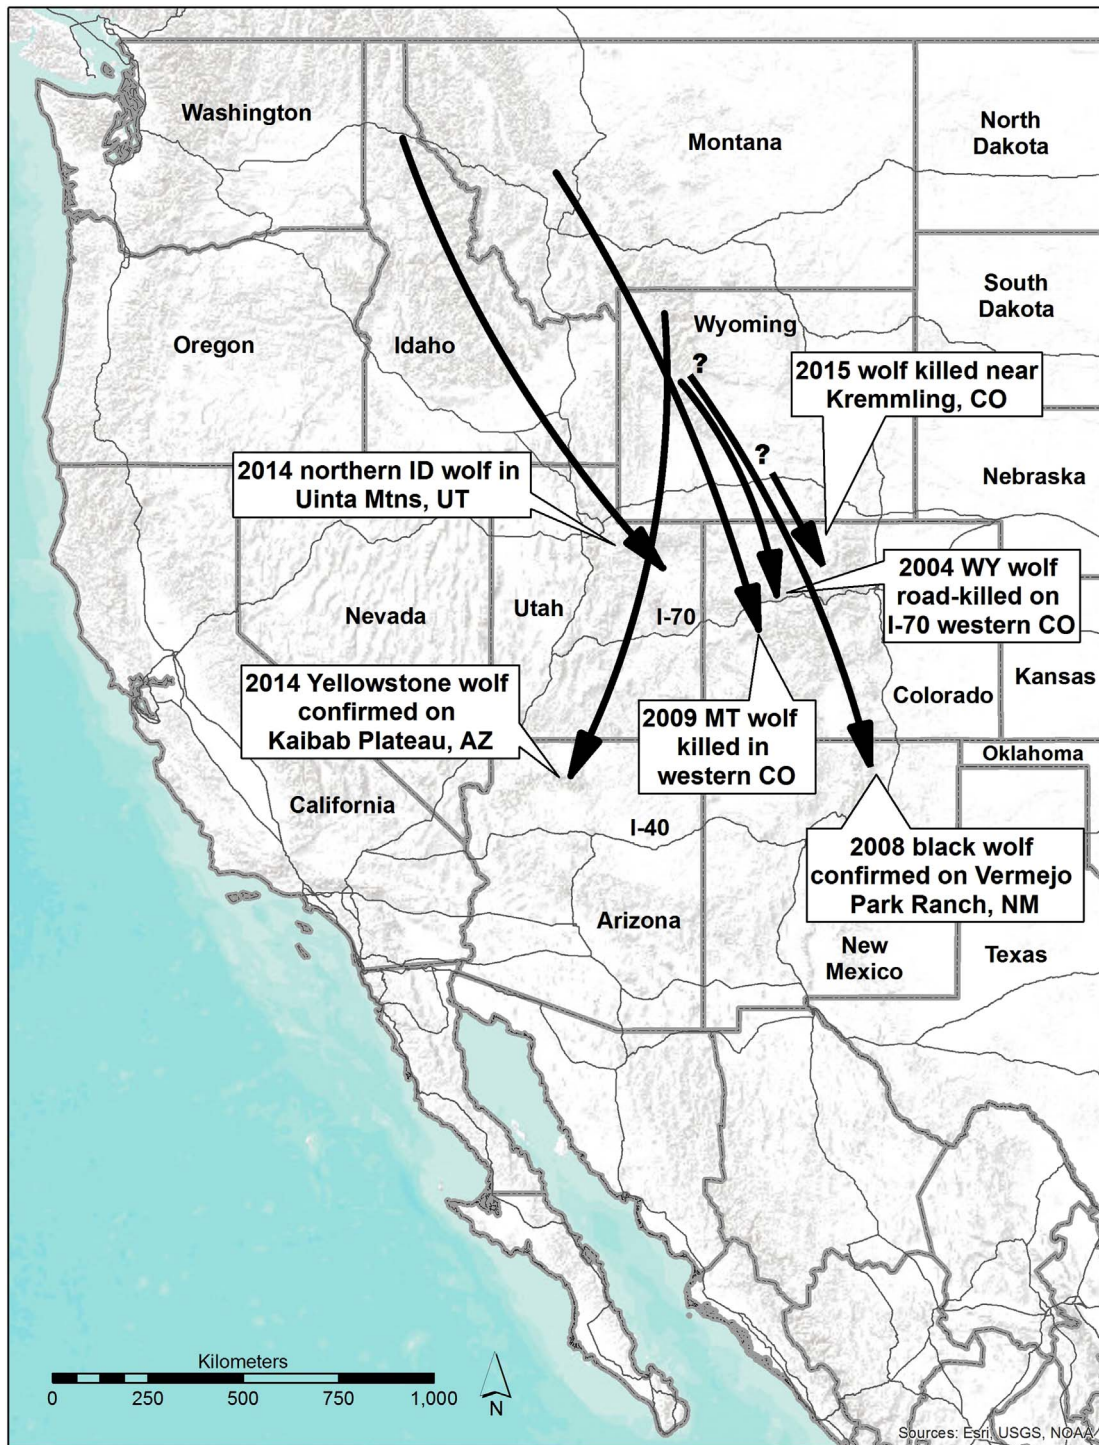 Washington
Montana
North
Dakota
South
Dakota
Oregon
Idaho
Wyoming
?
2015 wolf killed near
Kremmling, CO
?
2014 northern ID wolf in
Uinta Mtns, UT
Nebraska
2004 WY wolf
road-killed on
I-70 western CO
Nevada
Utah
I-70
Kansas
Colorado
2014 Yellowstone wolf
confirmed on
Kaibab Plateau, AZ
2009 MT wolf
killed in
western CO
Oklahoma
California
I-40
2008 black wolf
confirmed on Vermejo
Park Ranch, NM
Arizona
New
Mexico
Texas
Kilometers
0 250 500 750 1,000
N
Sources: Esri, USGS, NOAA